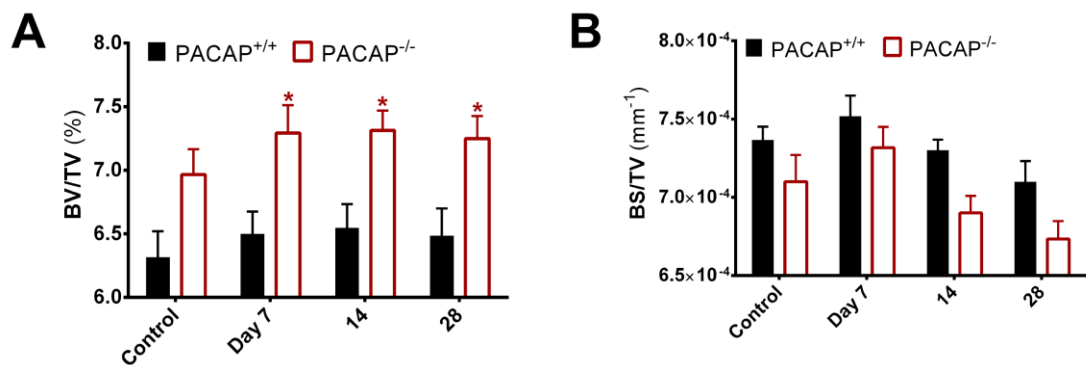 A
PACAP+/+ PACAP-/-
BV/TV (%)
8.0
7.5
7.0
6.5
6.0
* * *
Control Day 7 14 28
B
PACAP+/+ PACAP-/-
BS/TV (mm-1)
8.0×10-4
7.5×10-4
7.0×10-4
6.5×10-4
Control Day 7 14 28